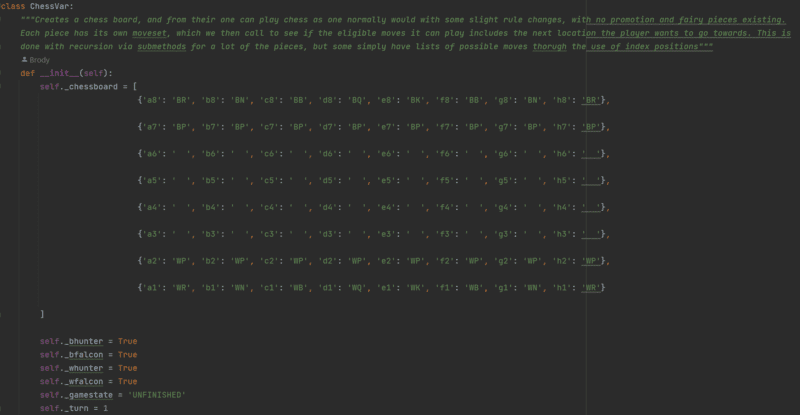 class ChessVar:
"""Creates a chess board, and from their one can play chess as one normally would with some slight rule changes, with no promotion and fairy pieces existing.
Each piece has its own moveset, which we then call to see if the eligible moves it can play includes the next location the player wants to go towards. This is
done with recursion via submethods for a lot of the pieces, but some simply have lists of possible moves thorugh the use of index positions"""
Brody
def __init__(self):
self._chessboard = [
{'a8': 'BR', 'b8': 'BN', 'c8': 'BB', 'd8': 'BQ', 'e8': 'BK', 'f8': 'BB', 'g8': 'BN', 'h8': 'BR'},
{'a7': 'BP', 'b7': 'BP', 'c7': 'BP', 'd7': 'BP', 'e7': 'BP', 'f7': 'BP', 'g7': 'BP', 'h7': 'BP'},
{'a6': '  ', 'b6': '  ', 'c6': '  ', 'd6': '  ', 'e6': '  ', 'f6': '  ', 'g6': '  ', 'h6': '  '},
{'a5': '  ', 'b5': '  ', 'c5': '  ', 'd5': '  ', 'e5': '  ', 'f5': '  ', 'g5': '  ', 'h5': '  '},
{'a4': '  ', 'b4': '  ', 'c4': '  ', 'd4': '  ', 'e4': '  ', 'f4': '  ', 'g4': '  ', 'h4': '  '},
{'a3': '  ', 'b3': '  ', 'c3': '  ', 'd3': '  ', 'e3': '  ', 'f3': '  ', 'g3': '  ', 'h3': '  '},
{'a2': 'WP', 'b2': 'WP', 'c2': 'WP', 'd2': 'WP', 'e2': 'WP', 'f2': 'WP', 'g2': 'WP', 'h2': 'WP'},
{'a1': 'WR', 'b1': 'WN', 'c1': 'WB', 'd1': 'WQ', 'e1': 'WK', 'f1': 'WB', 'g1': 'WN', 'h1': 'WR'}
]
self._bhunter = True
self._bfalcon = True
self._whunter = True
self._wfalcon = True
self._gamestate = 'UNFINISHED'
self._turn = 1